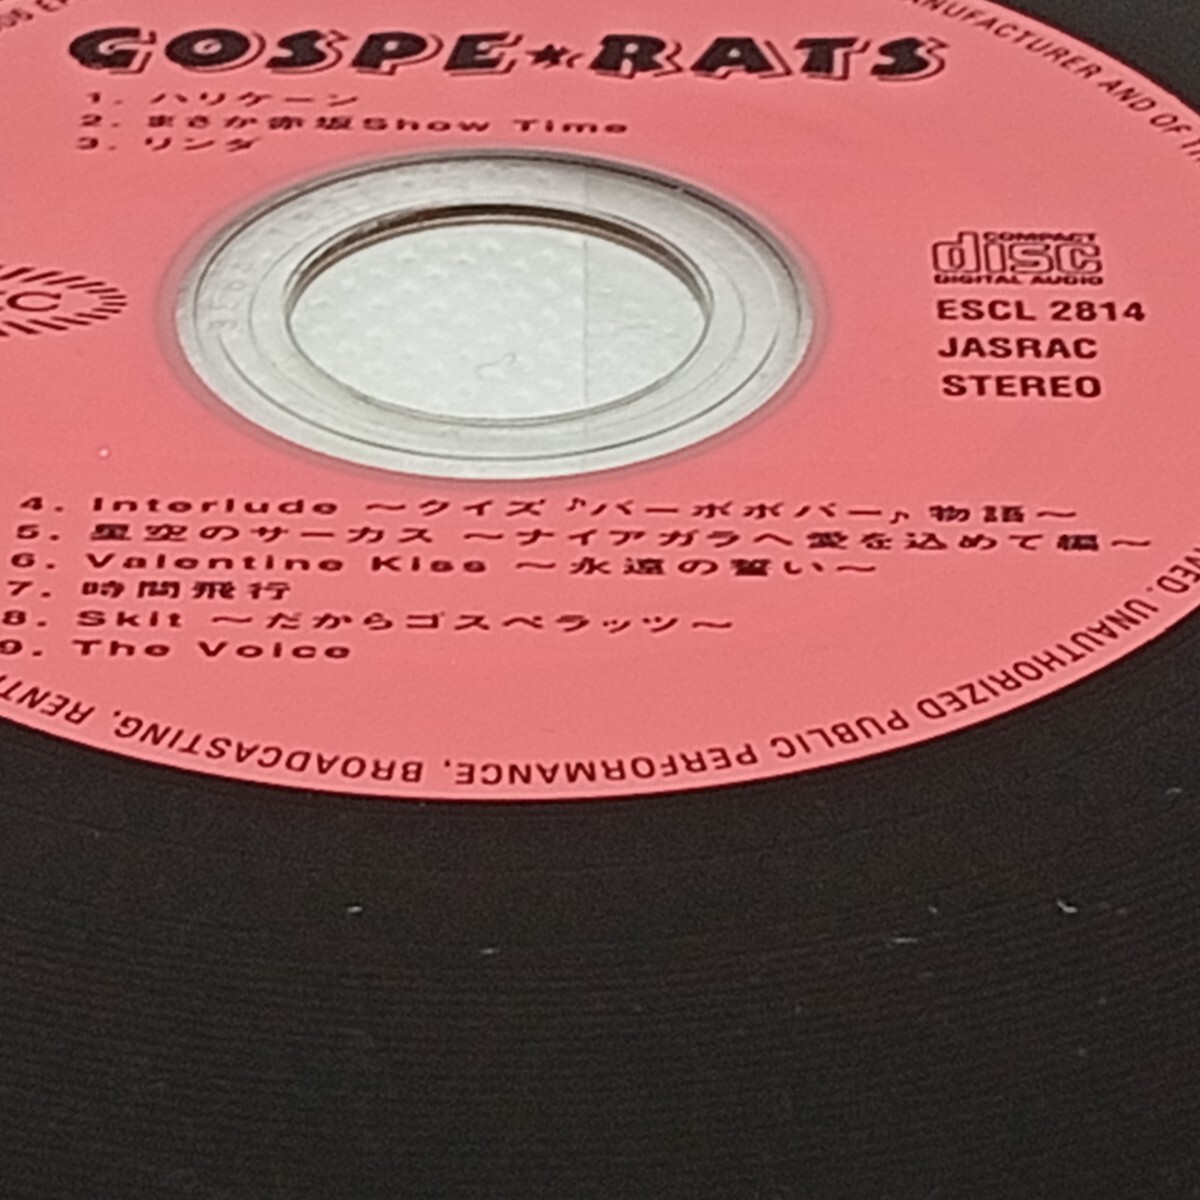 GOSPE★RATS
1. ハリケーン
2. まさか赤坂Show Time
3. リンダ
COMPACT
disc
DIGITAL AUDIO
ESCL 2814
JASRAC
STEREO
4. Interlude 〜クイズ♪バーボボバー♪物語〜
5. 星空のサーカス 〜ナイアガラへ愛を込めて編〜
6. Valentine Kiss 〜永遠の誓い〜
7. 時間飛行
8. Skit 〜だからゴスペラッツ〜
9. The Voice
MANUFACTURER AND OF
UNAUTHORIZED PUBLIC PERFORMANCE, BROADCASTING,